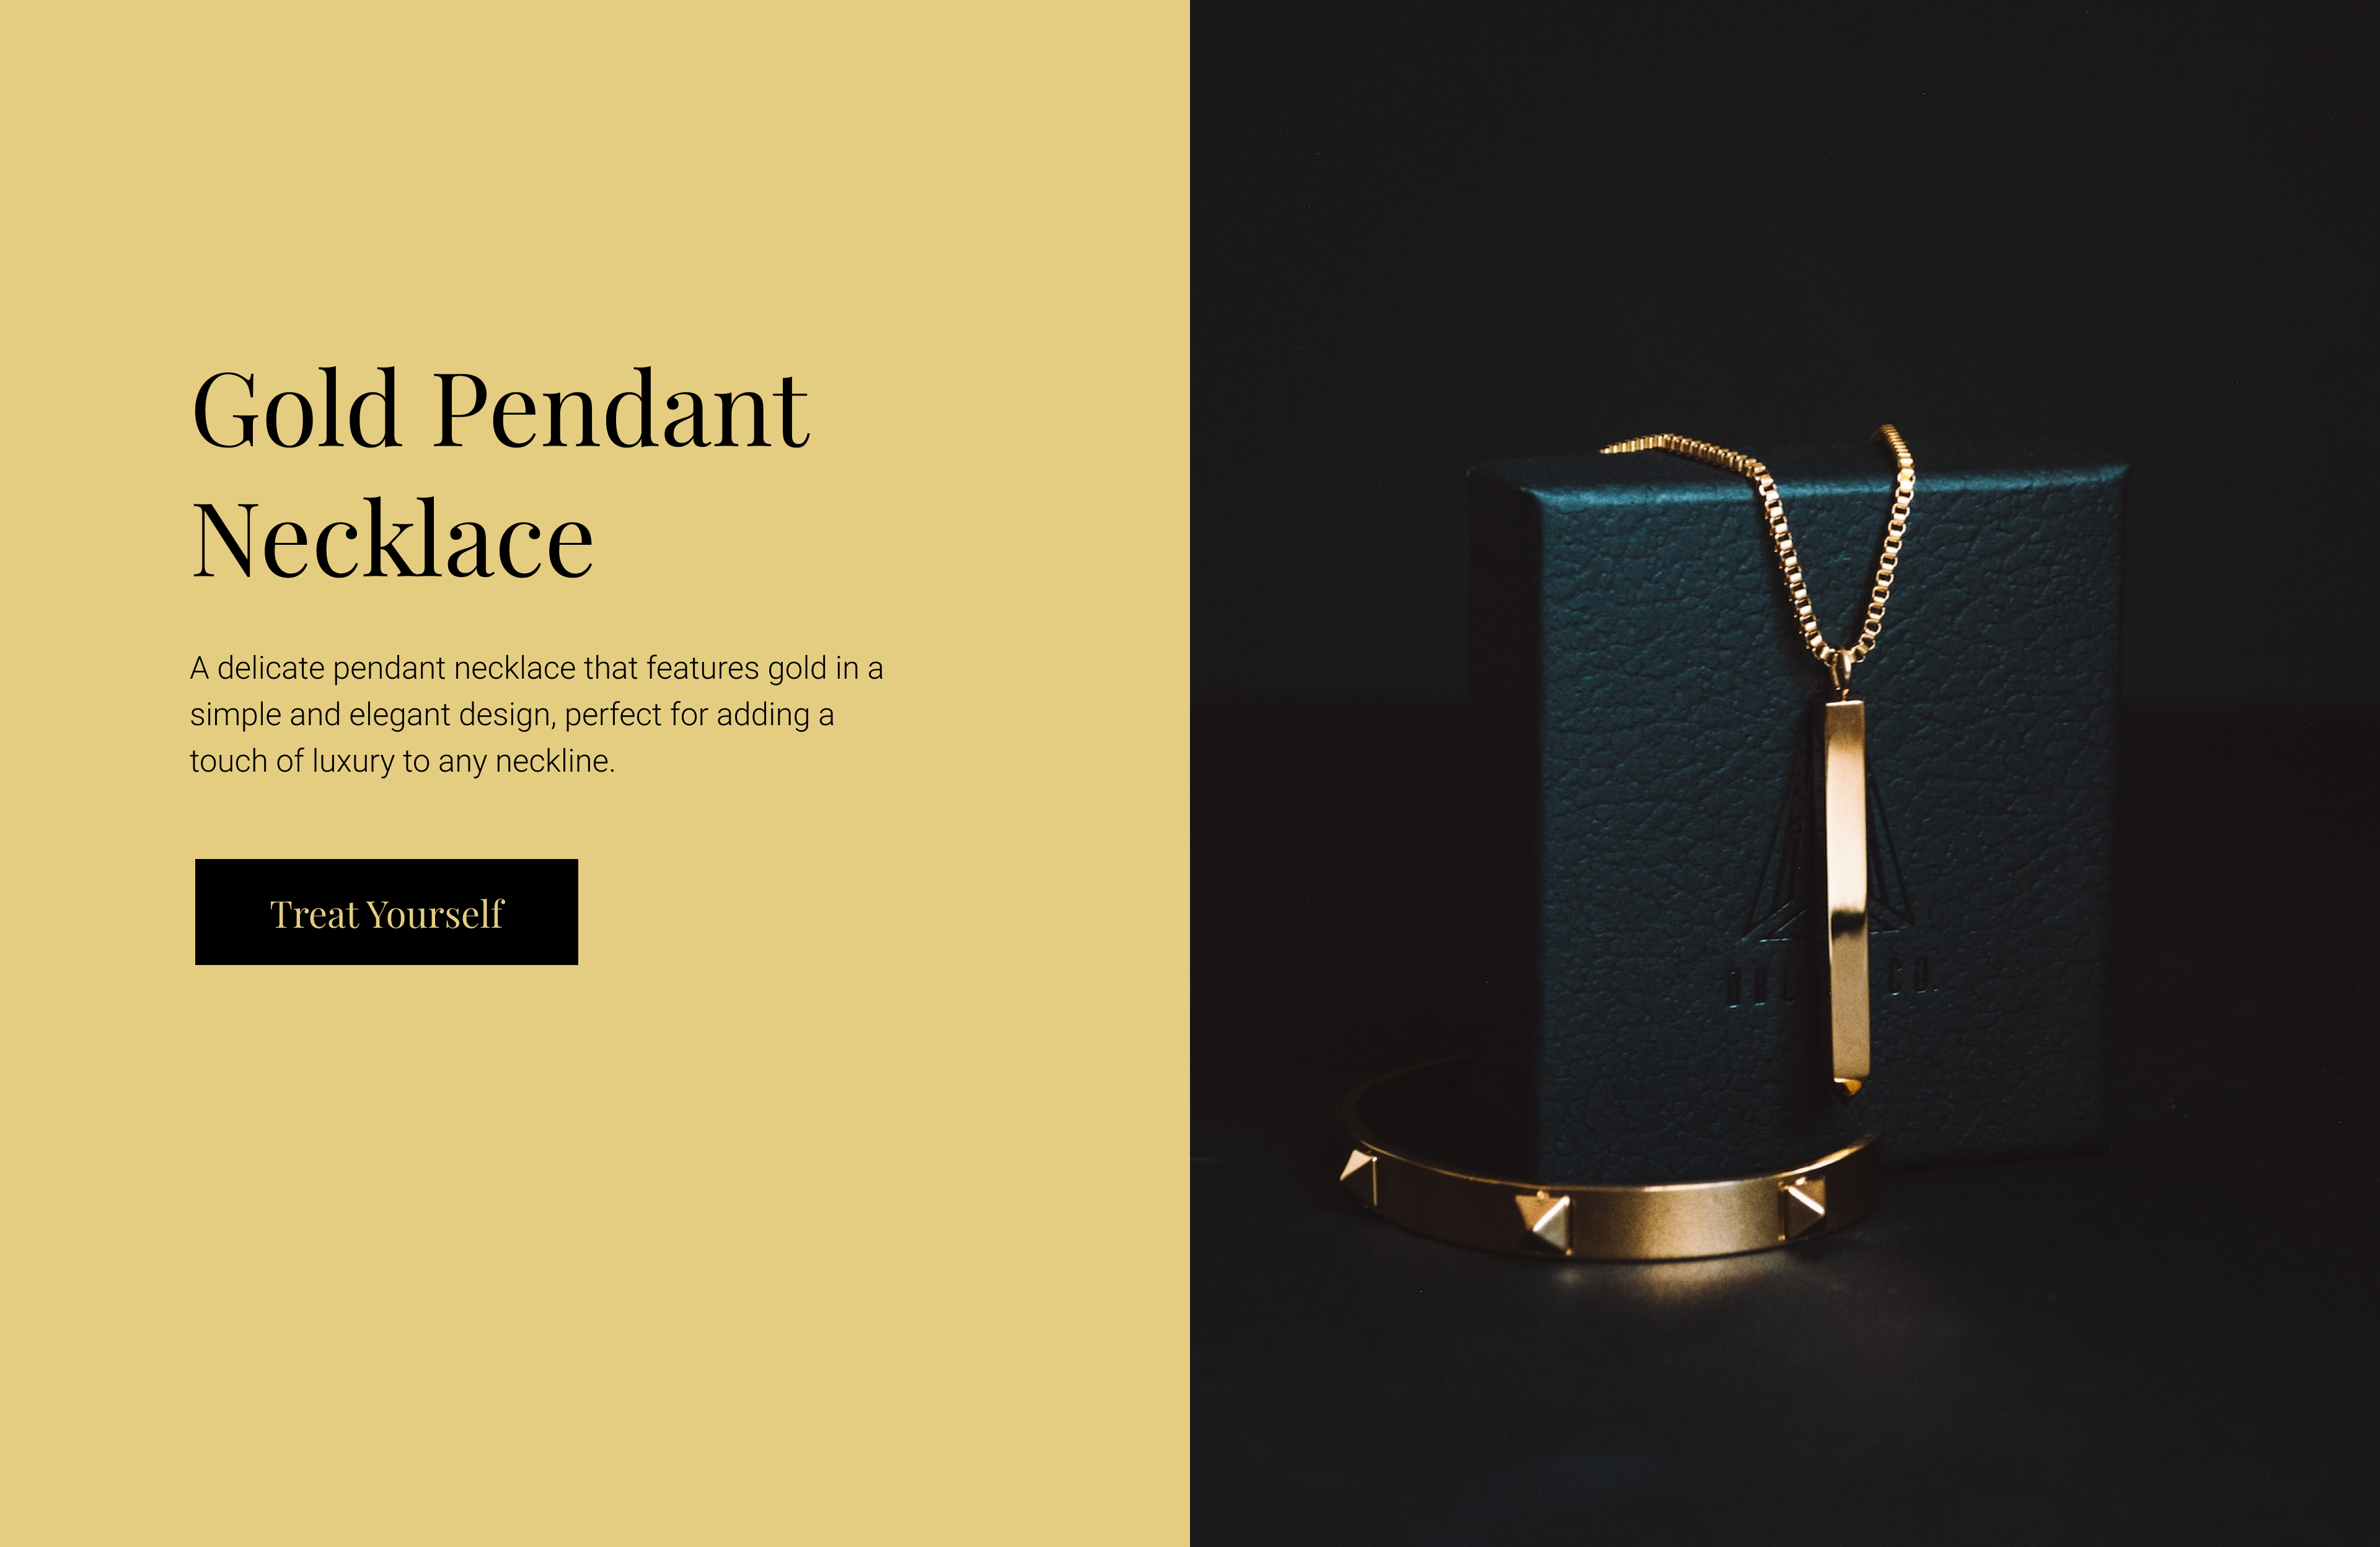 Gold Pendant
Necklace
A delicate pendant necklace that features gold in a
simple and elegant design, perfect for adding a
touch of luxury to any neckline.
Treat Yourself
CO.